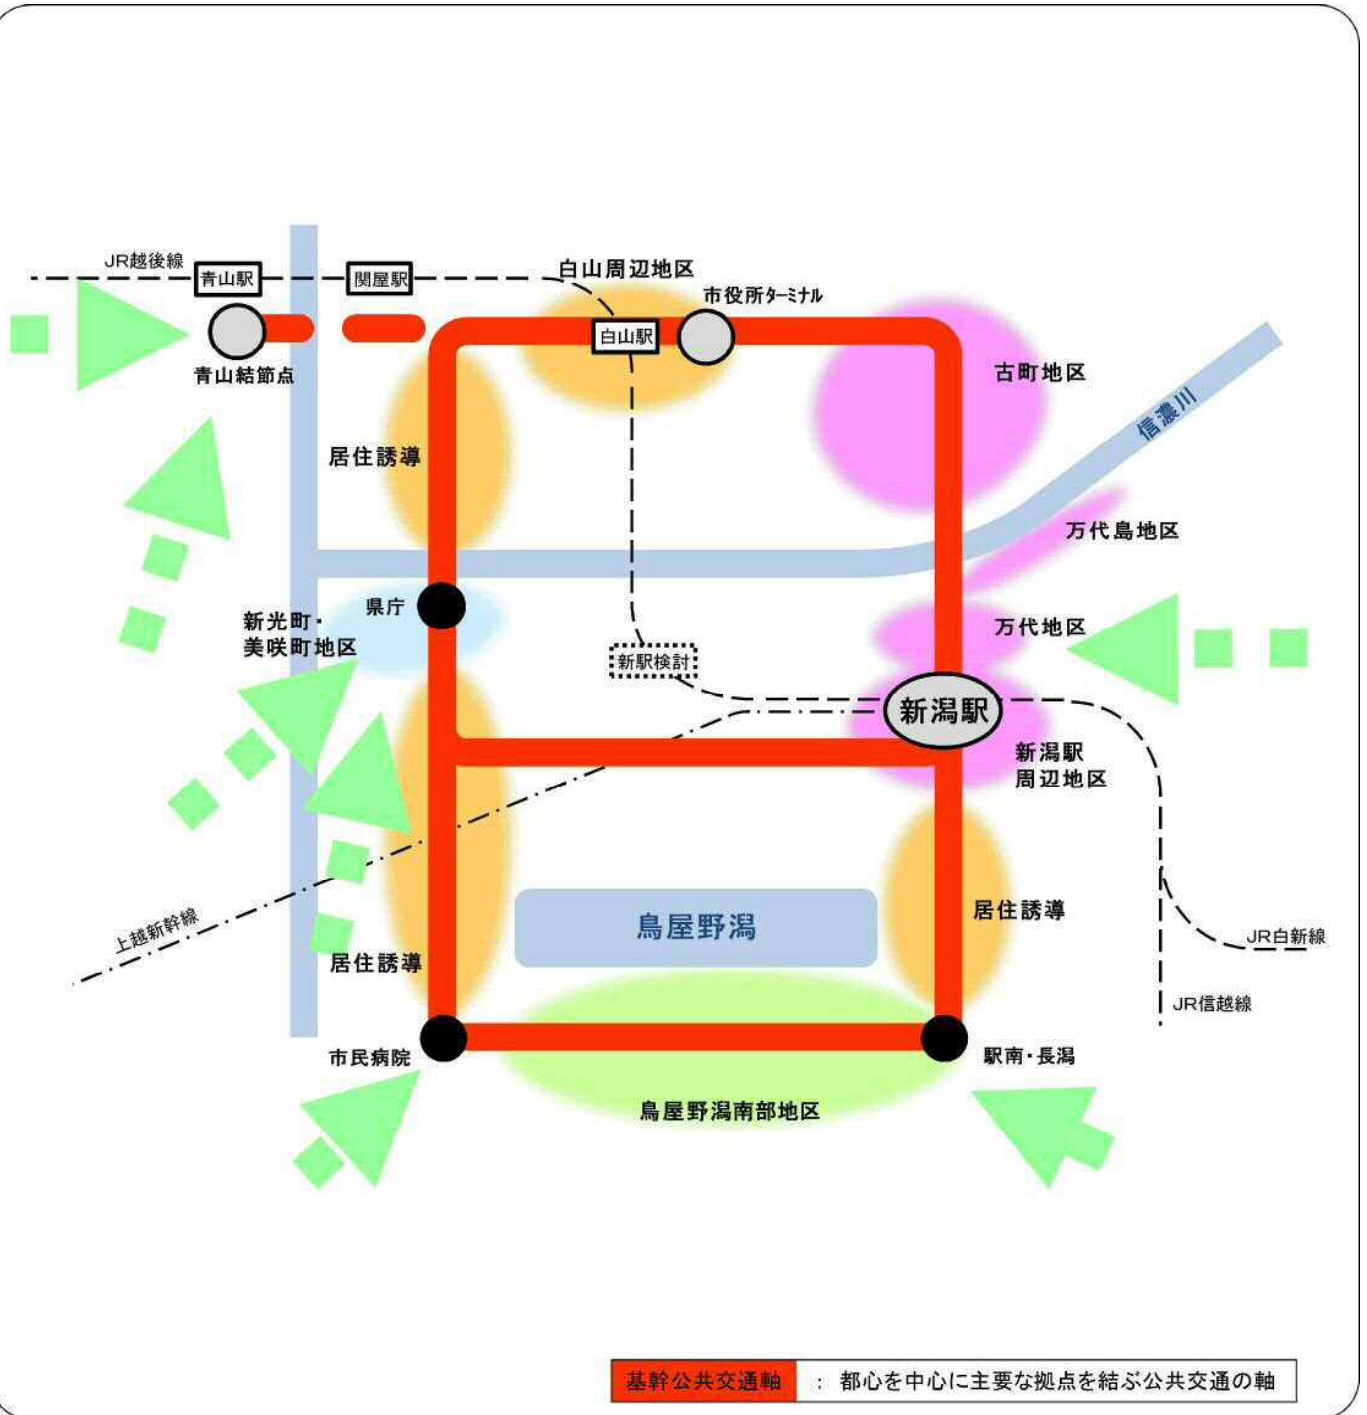 JR越後線
青山駅
関屋駅
白山周辺地区
市役所ターミナル
白山駅
青山結節点
古町地区
信濃川
居住誘導
万代島地区
県庁
新光町・
美咲町地区
万代地区
新駅検討
新潟駅
新潟駅
周辺地区
鳥屋野潟
居住誘導
上越新幹線
居住誘導
JR白新線
JR信越線
市民病院
駅南・長潟
鳥屋野潟南部地区
基幹公共交通軸 : 都心を中心に主要な拠点を結ぶ公共交通の軸